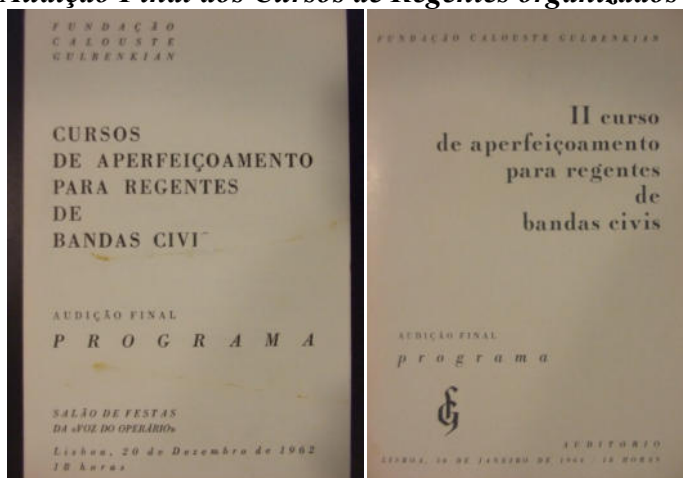 Audição Final dos Cursos de Regentes organizados
FUNDAÇÃO
CALOUSTE
GULBENKIAN
CURSOS
DE APERFEIÇOAMENTO
PARA REGENTES
DE
BANDAS CIVI
AUDIÇÃO FINAL
PROGRAMA
SALÃO DE FESTAS
DA «VOZ DO OPERÁRIO»
Lisboa, 20 de Dezembro de 1962
18 horas
FUNDAÇÃO CALOUSTE GULBENKIAN
II curso
de aperfeiçoamento
para regentes
de
bandas civis
AUDIÇÃO FINAL
programa
AUDITORIO
LISBOA, DE JANEIRO DE 18 HORAS